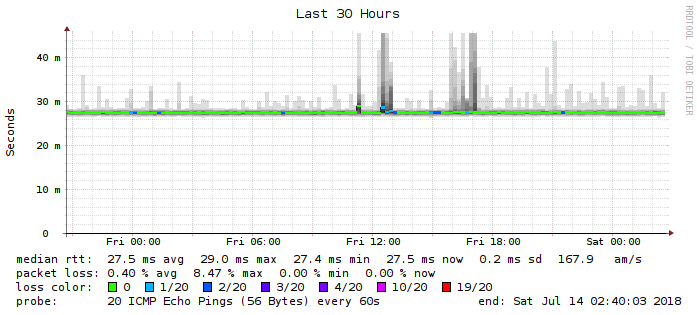 Last 30 Hours
RRDTOOL / TOBI OETIKER
Seconds
40 m
30 m
20 m
10 m
0
Fri 00:00 Fri 06:00 Fri 12:00 Fri 18:00 Sat 00:00
median rtt: 27.5 ms avg 29.0 ms max 27.4 ms min 27.5 ms now 0.2 ms sd 167.9 am/s
packet loss: 0.40 % avg 8.47 % max 0.00 % min 0.00 % now
loss color: 0 1/20 2/20 3/20 4/20 10/20 19/20
probe: 20 ICMP Echo Pings (56 Bytes) every 60s end: Sat Jul 14 02:40:03 2018